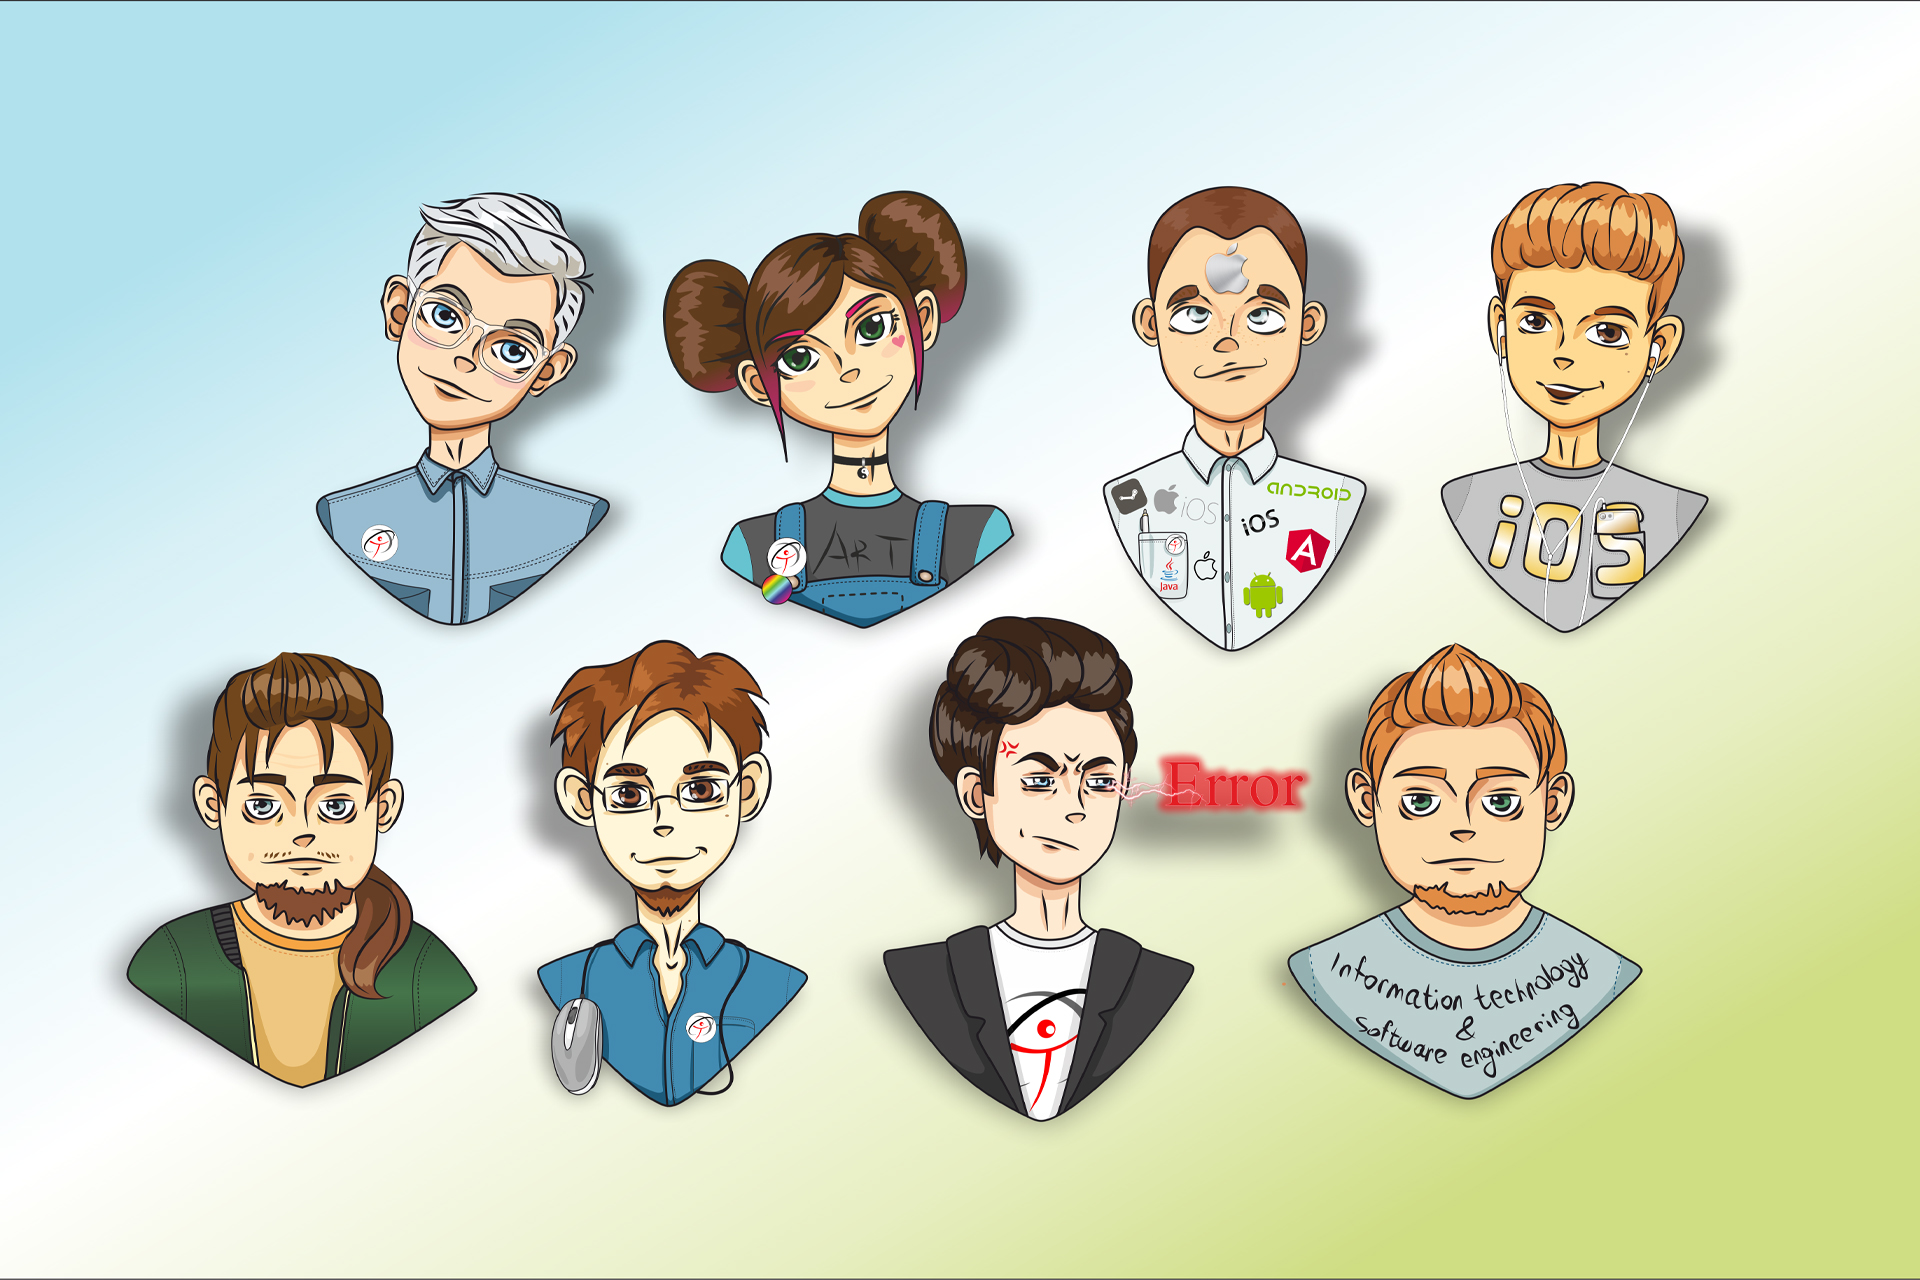 ART
iOS
ANDROID
iOS
Java
iOS
Error
Information technology
&
Software engineering